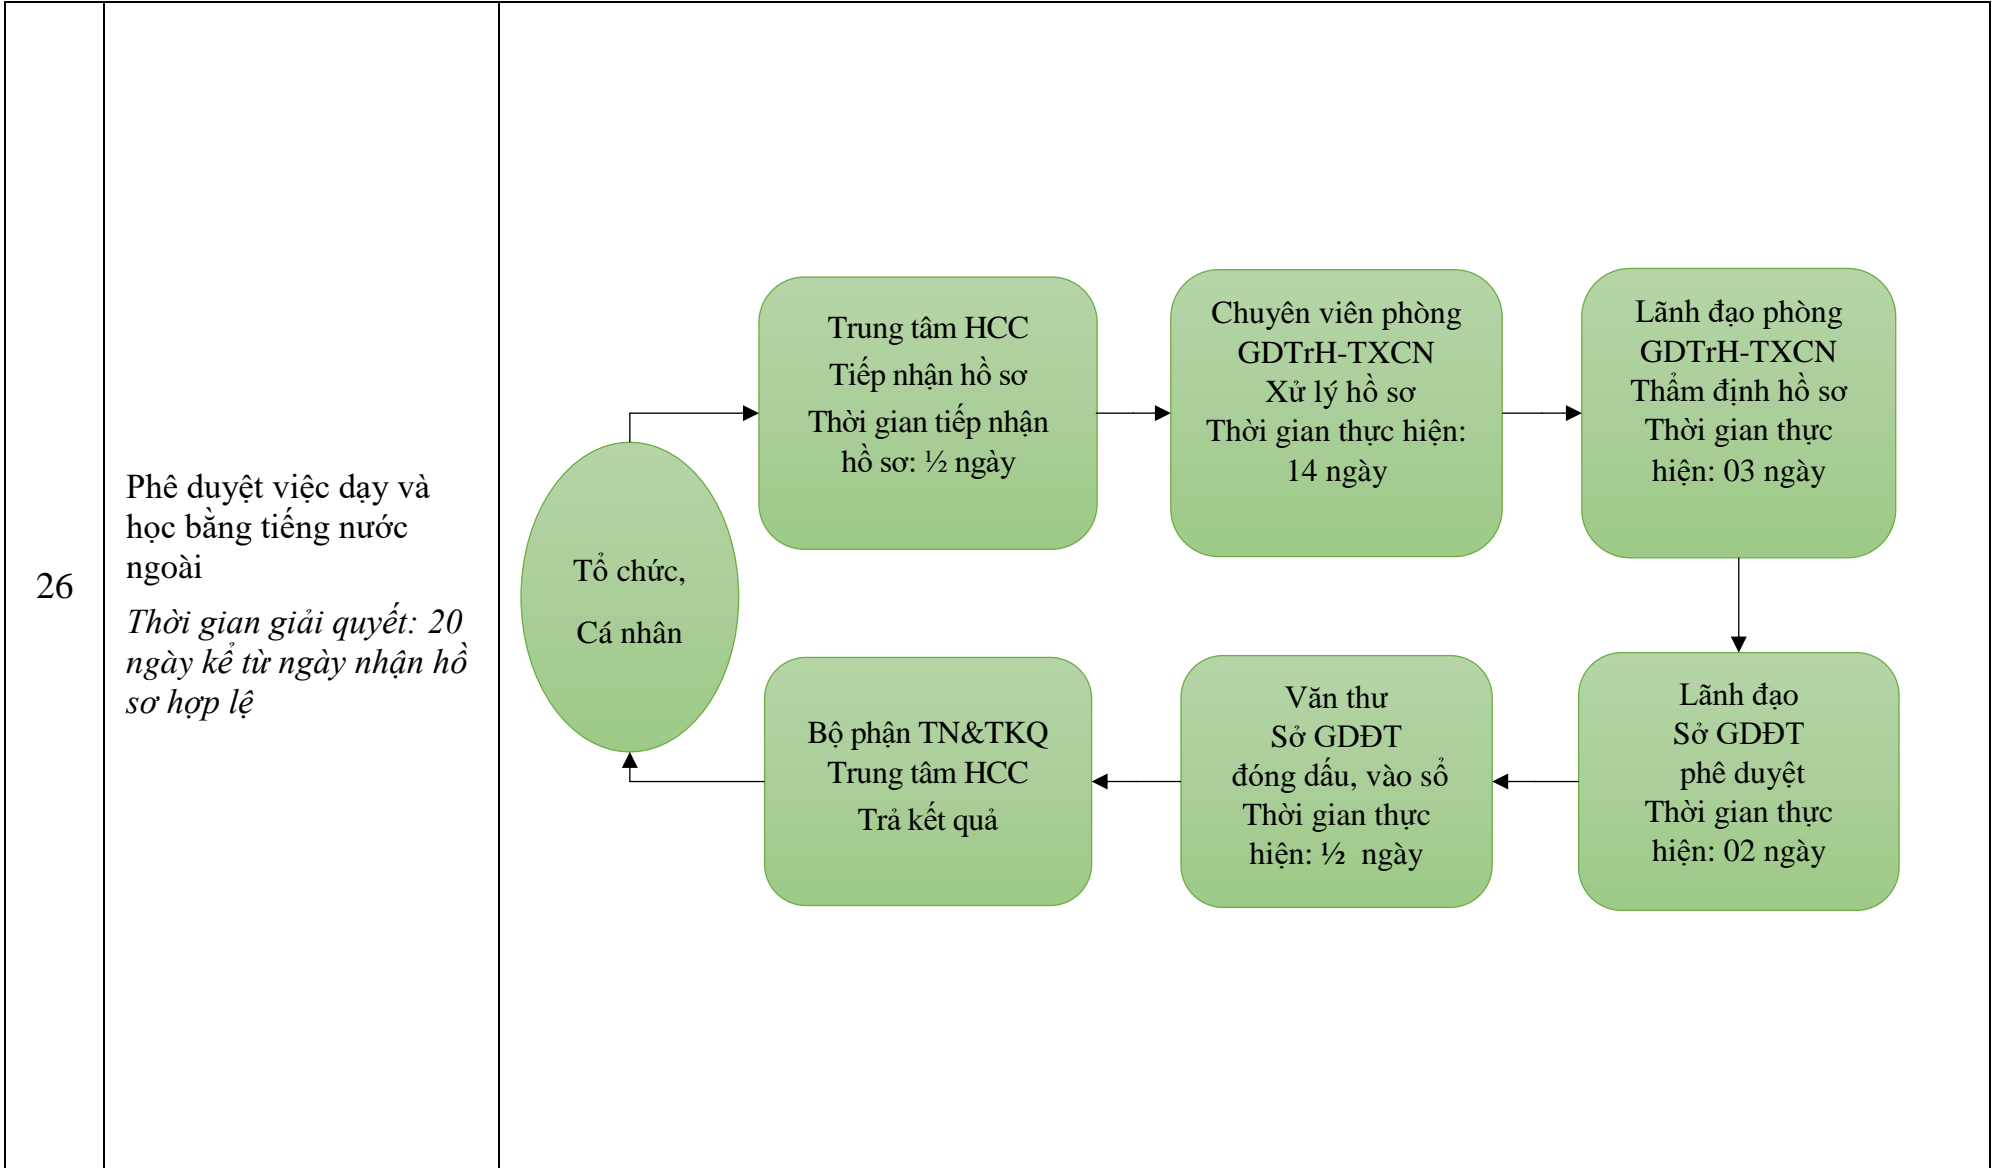 26
Phê duyệt việc dạy và
học bằng tiếng nước
ngoài
Thời gian giải quyết: 20
ngày kể từ ngày nhận hồ
sơ hợp lệ
Tổ chức,
Cá nhân
Trung tâm HCC
Tiếp nhận hồ sơ
Thời gian tiếp nhận
hồ sơ: ½ ngày
Chuyên viên phòng
GDTrH-TXCN
Xử lý hồ sơ
Thời gian thực hiện:
14 ngày
Lãnh đạo phòng
GDTrH-TXCN
Thẩm định hồ sơ
Thời gian thực
hiện: 03 ngày
Lãnh đạo
Sở GDĐT
phê duyệt
Thời gian thực
hiện: 02 ngày
Văn thư
Sở GDĐT
đóng dấu, vào sổ
Thời gian thực
hiện: ½ ngày
Bộ phận TN&TKQ
Trung tâm HCC
Trả kết quả